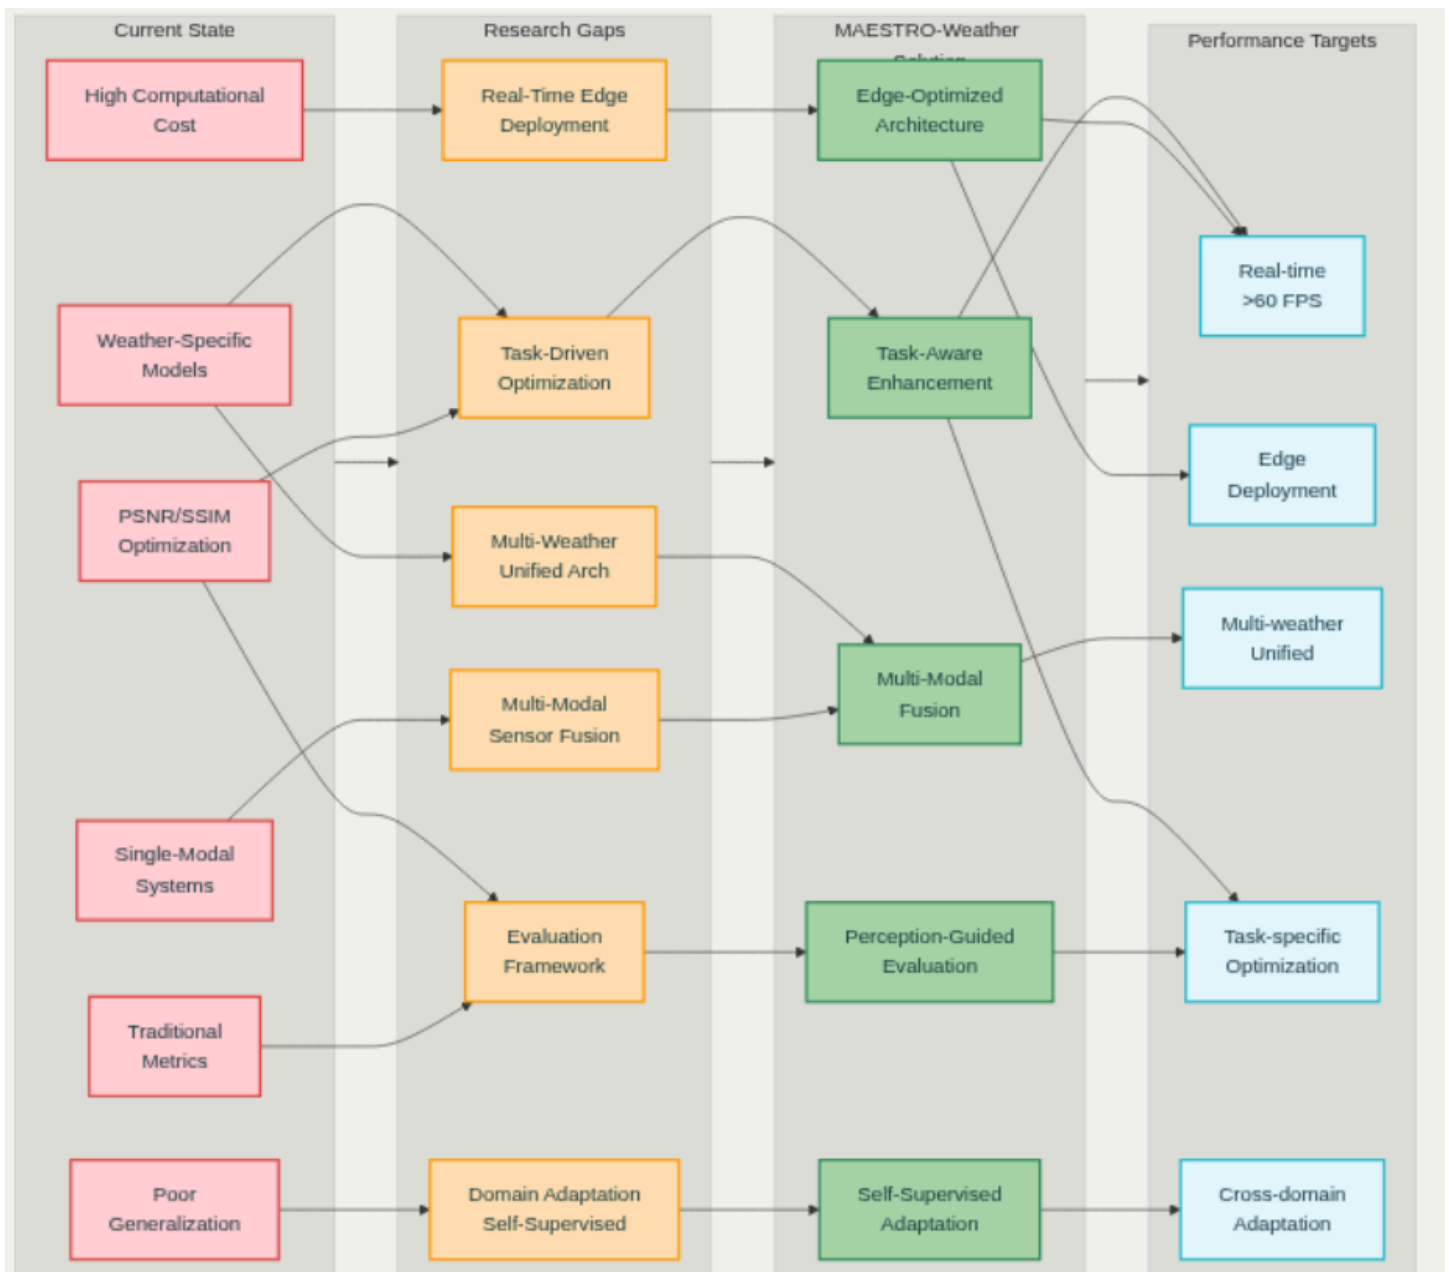 Current State
High Computational
Cost
Weather-Specific
Models
PSNR/SSIM
Optimization
Single-Modal
Systems
Traditional
Metrics
Poor
Generalization
Research Gaps
Real-Time Edge
Deployment
Task-Driven
Optimization
Multi-Weather
Unified Arch
Multi-Modal
Sensor Fusion
Evaluation
Framework
Domain Adaptation
Self-Supervised
MAESTRO-Weather
Solution
Edge-Optimized
Architecture
Task-Aware
Enhancement
Multi-Modal
Fusion
Perception-Guided
Evaluation
Self-Supervised
Adaptation
Performance Targets
Real-time
>60 FPS
Edge
Deployment
Multi-weather
Unified
Task-specific
Optimization
Cross-domain
Adaptation